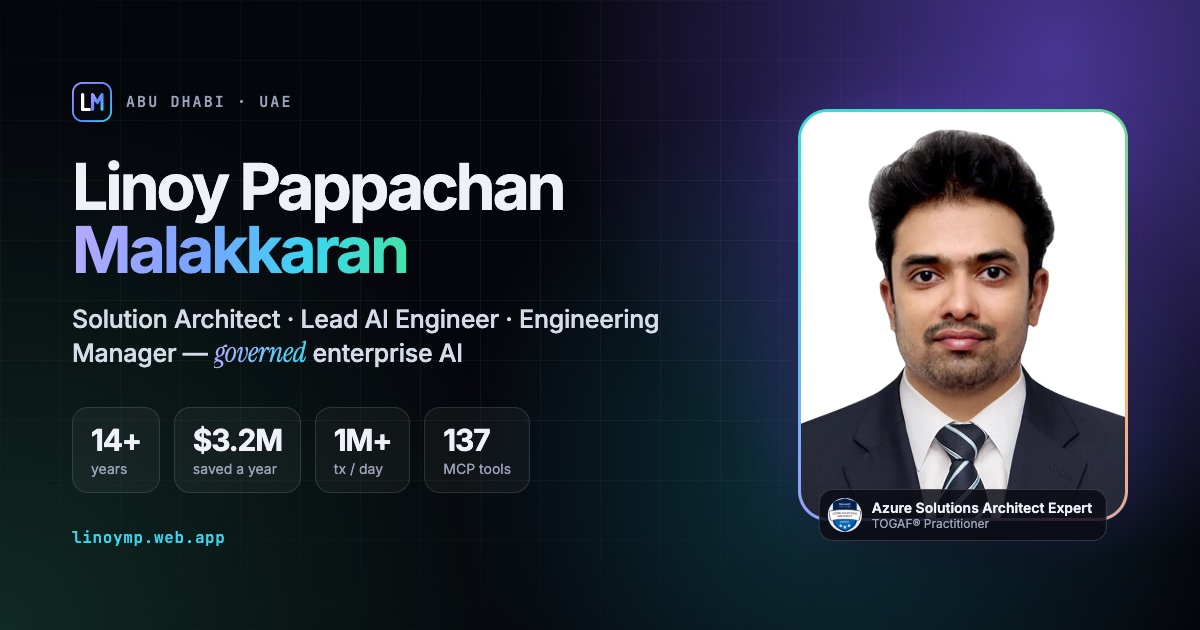 LM
ABU DHABI · UAE
Linoy Pappachan
Malakkaran
Solution Architect · Lead AI Engineer · Engineering
Manager — governed enterprise AI
14+
years
$3.2M
saved a year
1M+
tx / day
137
MCP tools
linoymp.web.app
Azure Solutions Architect Expert
TOGAF® Practitioner